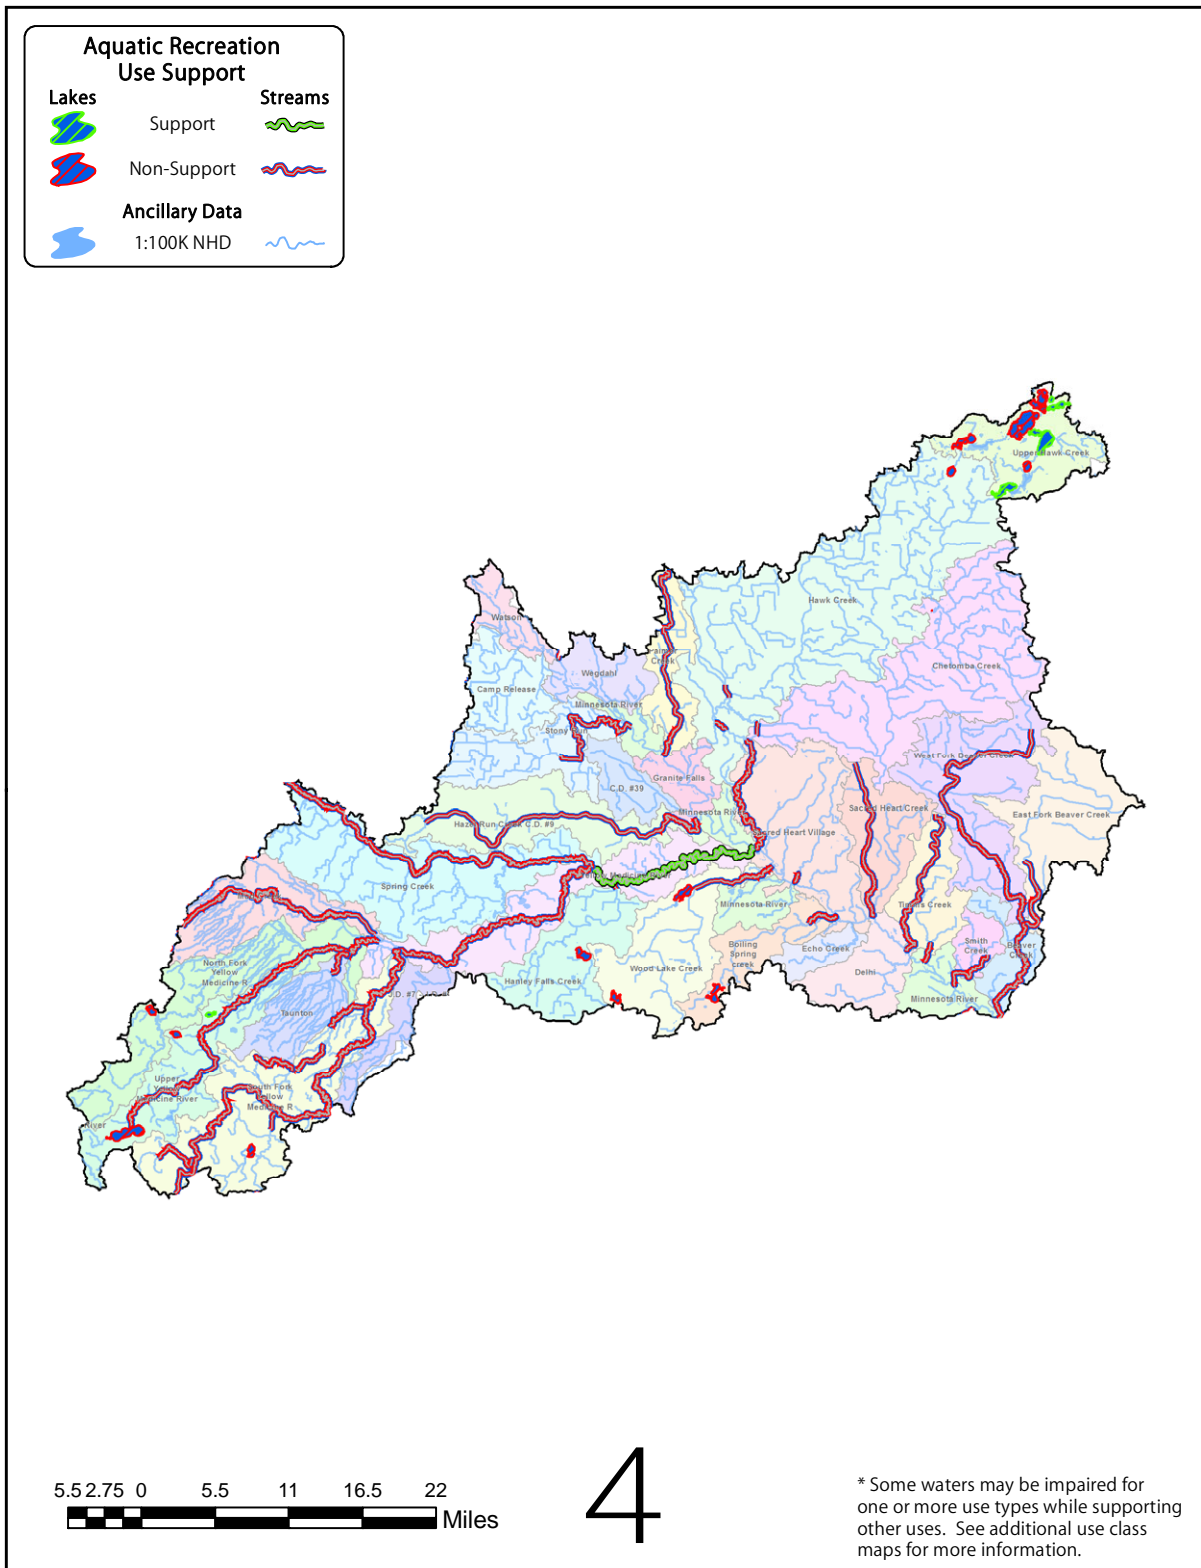 Aquatic Recreation
Use Support
Lakes
Streams
Support
Non-Support
Ancillary Data
1:100K NHD
Upper Hawk Creek
Hawk Creek
Chetomba Creek
Watson
Wegdahl
Creek
Camp Release
Minnesota River
Stony Run
Granite Falls
C.D. #39
Minnesota River
Sacred Heart Creek
East Fork Beaver Creek
Hazel Run Creek C.D. #9
Sacred Heart Village
Spring Creek
Minnesota River
Creek
North Fork
Yellow
Medicine R
Boiling
Spring
creek
Echo Creek
Smith
Creek
Beaver
Creek
Hanley Falls Creek
Wood Lake Creek
Delhi
Minnesota River
Taunton
Upper
Medicine River
South Fork
Yellow
Medicine R
River
5.5 2.75 0 5.5 11 16.5 22
Miles
4
* Some waters may be impaired for
one or more use types while supporting
other uses. See additional use class
maps for more information.